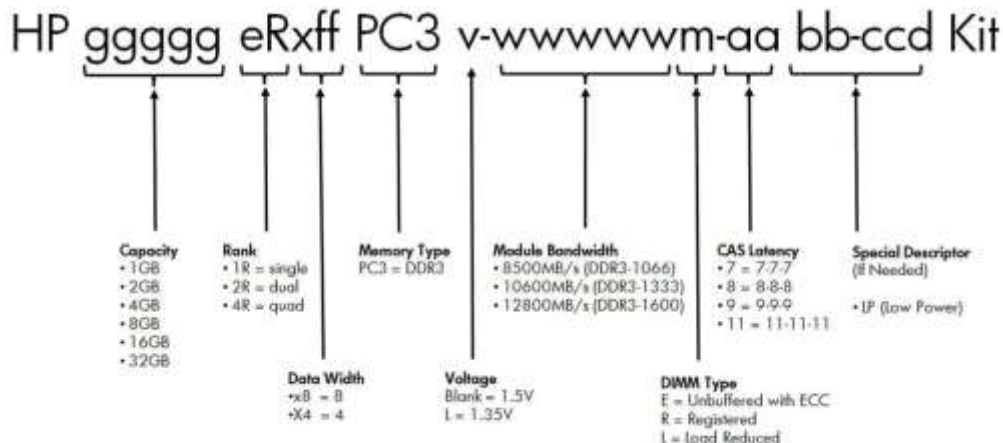 HP ggggg eRxff PC3 v-wwwwwm-aa bb-ccd Kit
Capacity
• 1GB
• 2GB
• 4GB
• 8GB
• 16GB
• 32GB
Rank
• 1R = single
• 2R = dual
• 4R = quad
Memory Type
PC3 = DDR3
Module Bandwidth
• 8500MB/s (DDR3-1066)
• 10600MB/s (DDR3-1333)
• 12800MB/s (DDR3-1600)
CAS Latency
• 7 = 7-7-7
• 8 = 8-8-8
• 9 = 9-9-9
• 11 = 11-11-11
Special Descriptor
(If Needed)
• LP (Low Power)
Data Width
•x8 = 8
•X4 = 4
Voltage
Blank = 1.5V
L = 1.35V
DIMM Type
E = Unbuffered with ECC
R = Registered
L = Load Reduced